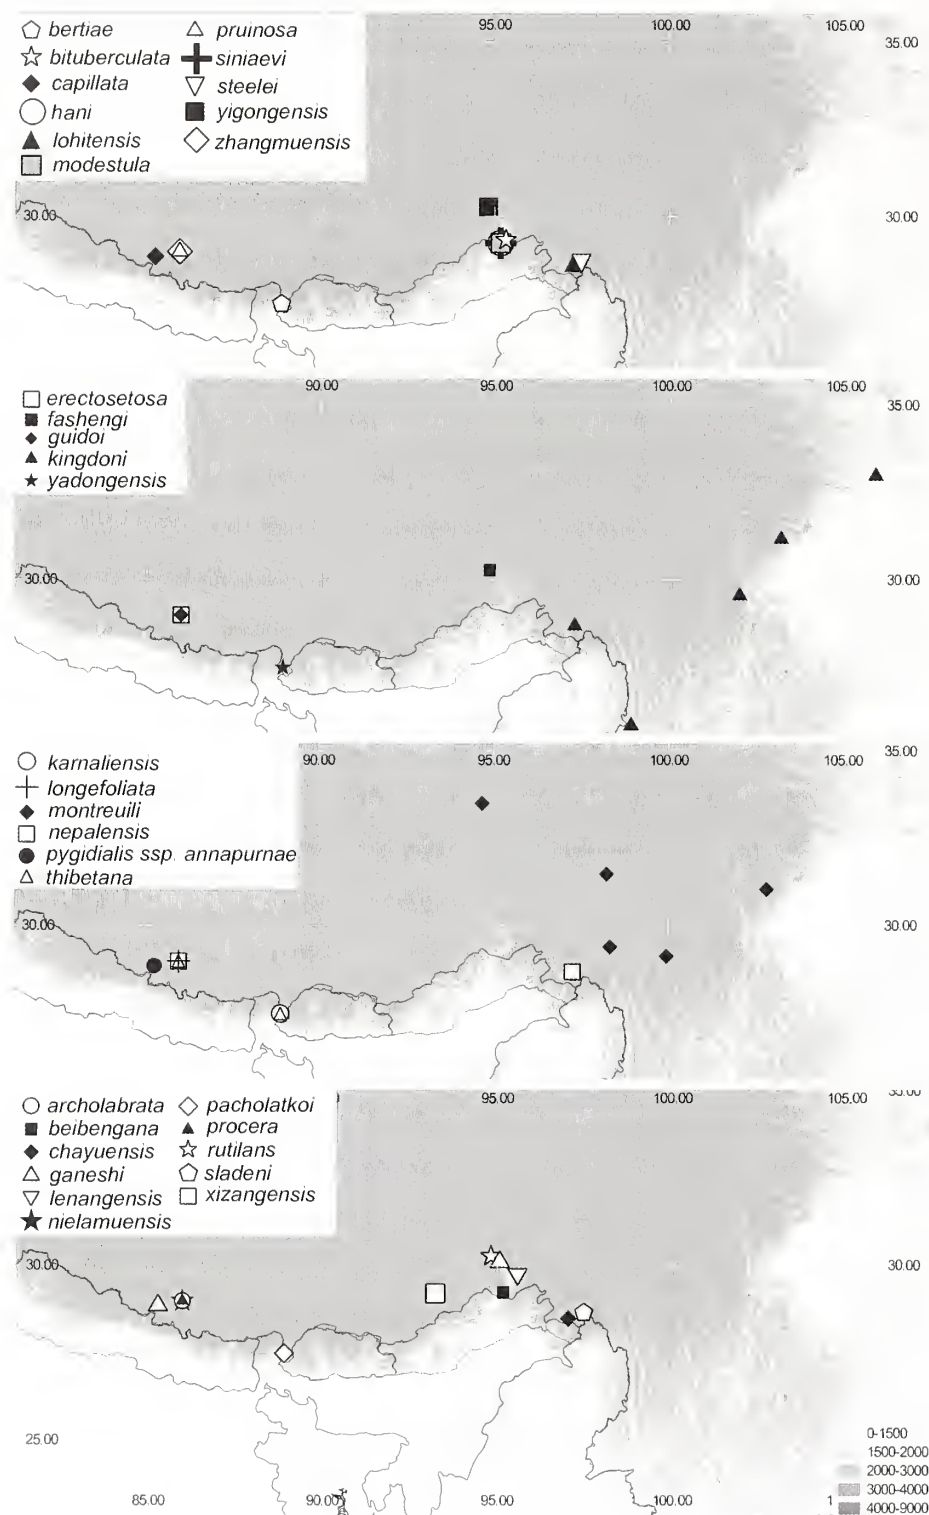 bertiae
pruinosa
bituberculata
siniaevi
capillata
steelei
hani
yigongensis
lohitensis
zhangmuensis
modestula
95.00 100.00 105.00
35.00
30.00 30.00
erectosetosa
fashengi
guidoi
kingdoni
yadongensis
90.00 95.00 100.00 105.00
35.00
30.00 30.00
karnaliensis
longefoliata
montreuili
nepalensis
pygidialis ssp. annapurnae
thibetana
90.00 95.00 100.00 105.00
35.00
30.00 30.00
archolabrata
pacholatkoi
beibengana
procera
chayuensis
rutilans
ganeshi
sladeni
lenangensis
xizangensis
nielamuensis
95.00 100.00 105.00
30.00 30.00
25.00
85.00 90.00 95.00 100.00 1
0-1500
1500-2000
2000-3000
3000-4000
4000-9000